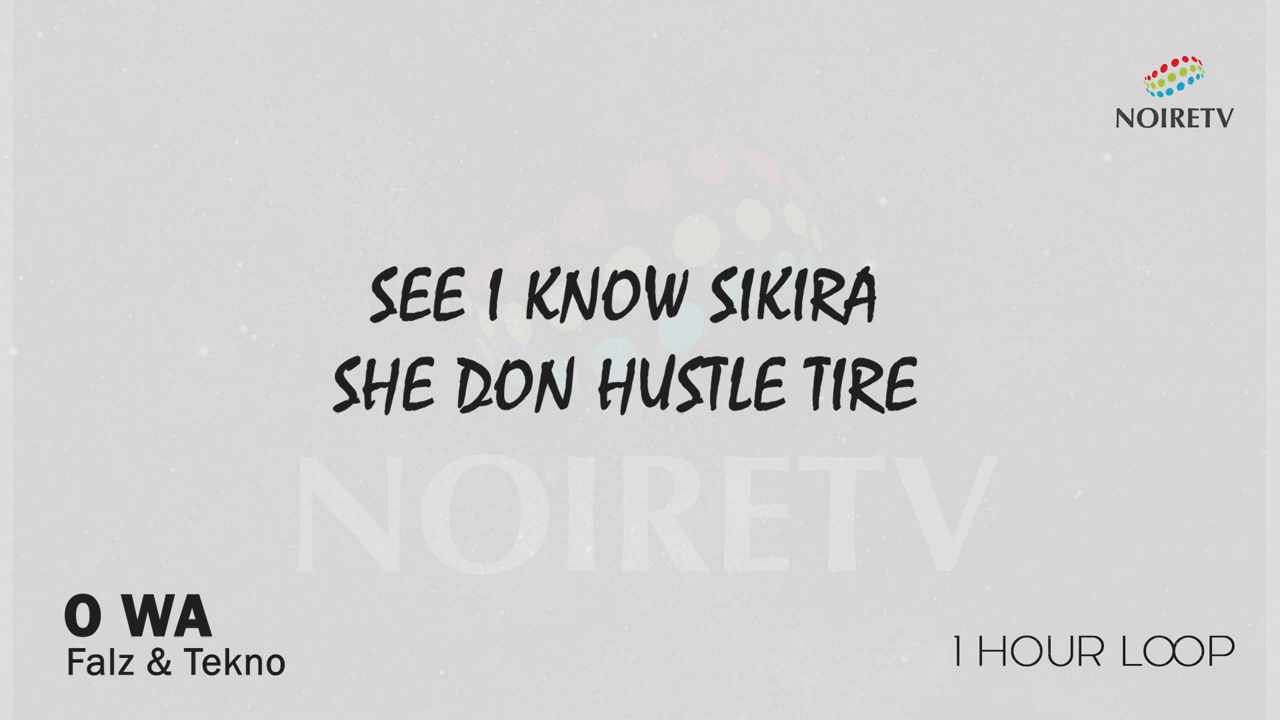 NOIRETV
SEE I KNOW SIKIRA
SHE DON HUSTLE TIRE
NOIRETV
O WA
Falz & Tekno
1 HOUR LOOP